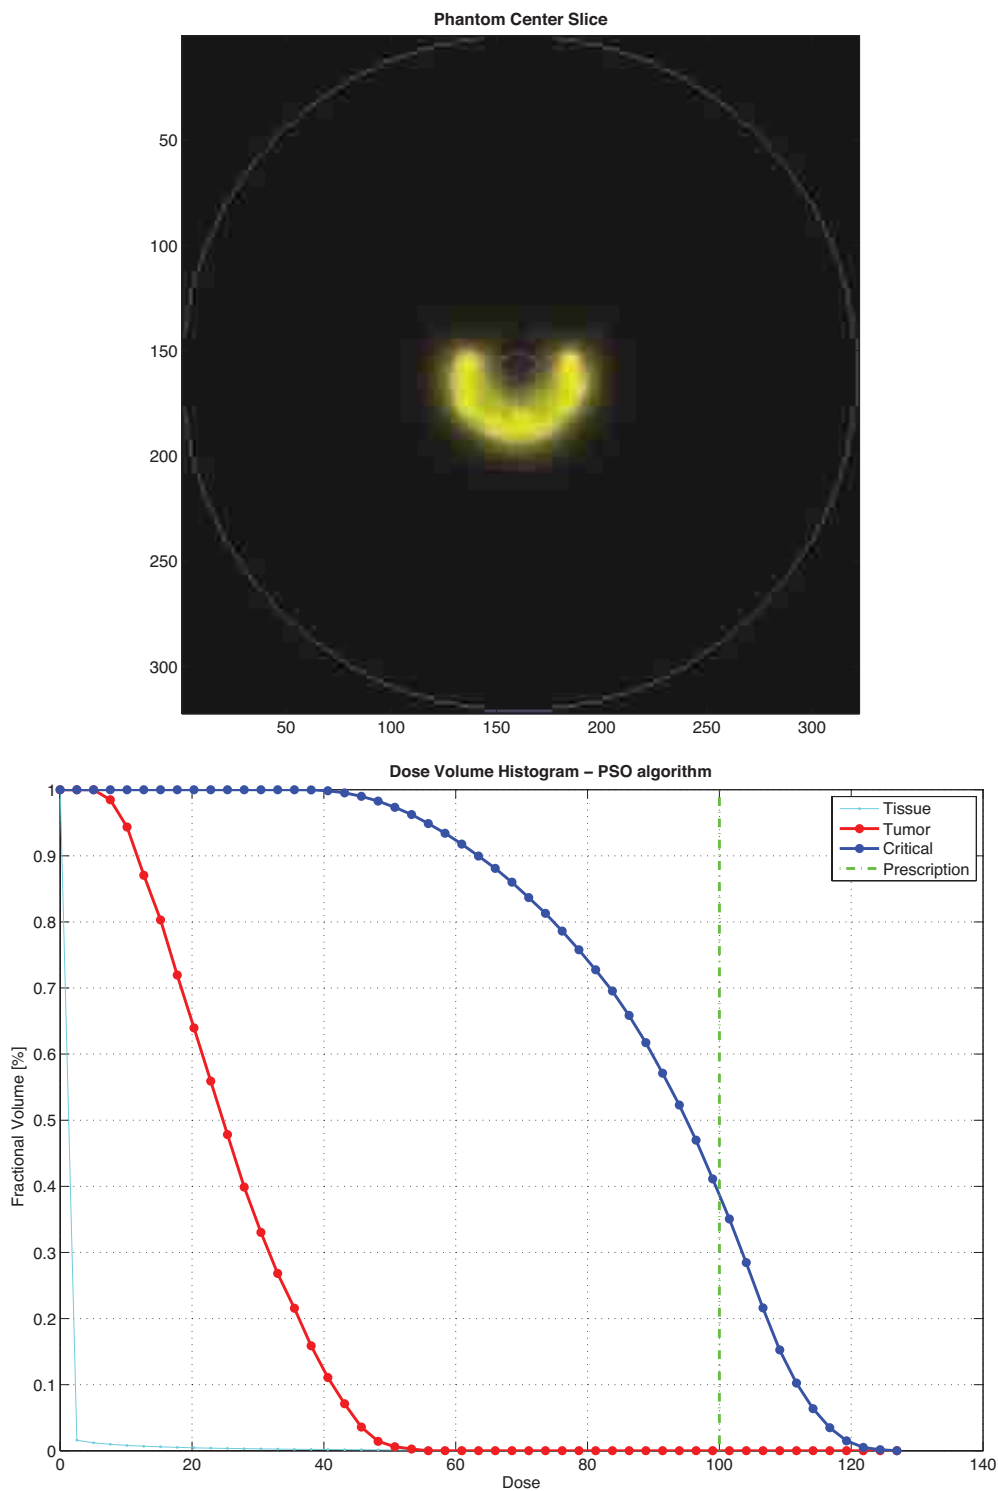 Phantom Center Slice
50
100
150
200
250
300
50 100 150 200 250 300
Dose Volume Histogram – PSO algorithm
1
0.9
0.8
0.7
0.6
0.5
0.4
0.3
0.2
0.1
0
Fractional Volume [%]
Tissue
Tumor
Critical
Prescription
0 20 40 60 80 100 120 140
Dose